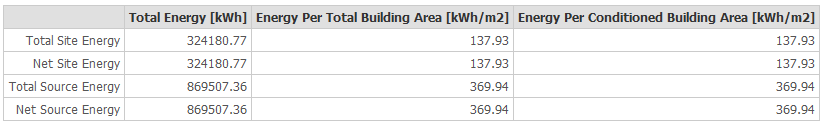 Total Energy [kWh] Energy Per Total Building Area [kWh/m2] Energy Per Conditioned Building Area [kWh/m2]
Total Site Energy 324180.77 137.93 137.93
Net Site Energy 324180.77 137.93 137.93
Total Source Energy 869507.36 369.94 369.94
Net Source Energy 869507.36 369.94 369.94